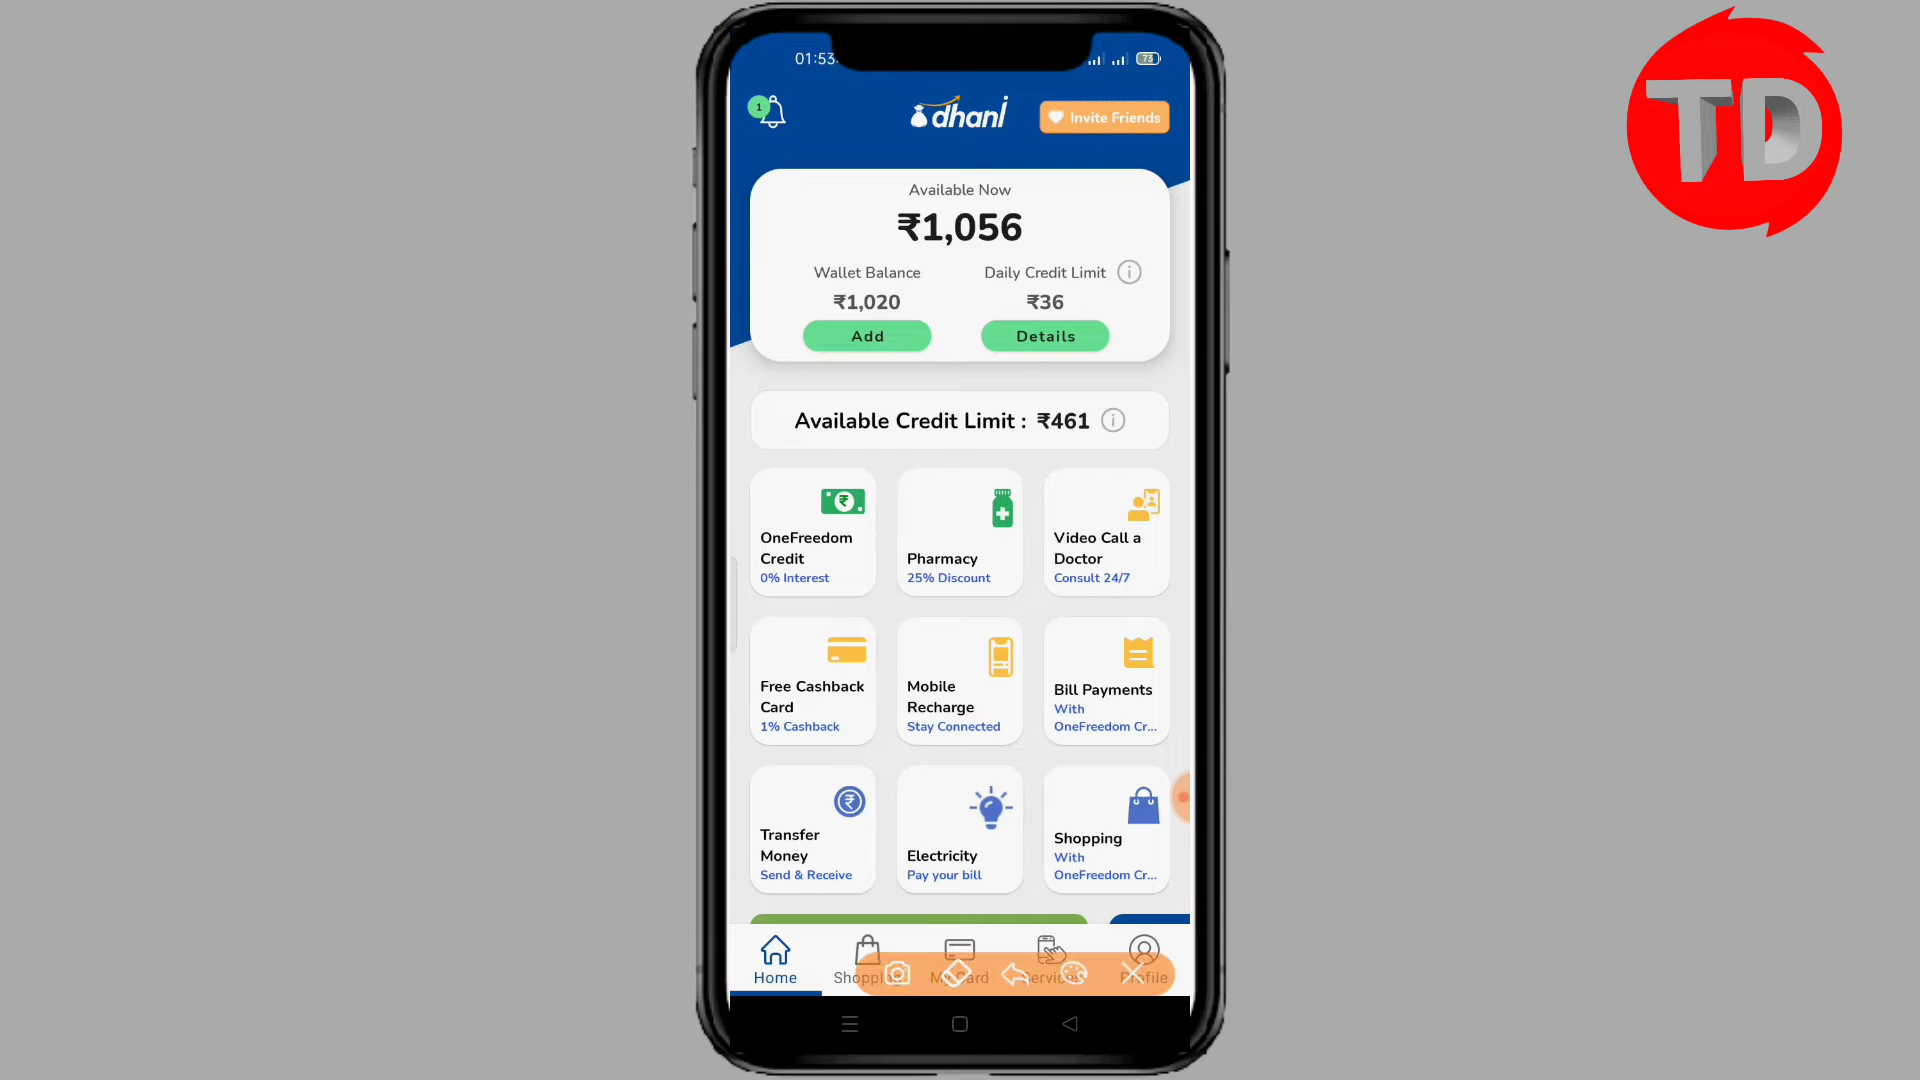 01:53
73
TD
1
dhani
Invite Friends
Available Now
₹1,056
Wallet Balance
Daily Credit Limit
₹1,020
₹36
Add
Details
Available Credit Limit : ₹461
OneFreedom
Credit
0% Interest
Pharmacy
25% Discount
Video Call a
Doctor
Consult 24/7
Free Cashback
Card
1% Cashback
Mobile
Recharge
Stay Connected
Bill Payments
With
OneFreedom Cr...
Transfer
Money
Send & Receive
Electricity
Pay your bill
Shopping
With
OneFreedom Cr...
Home
Shopping
My Card
Services
Profile